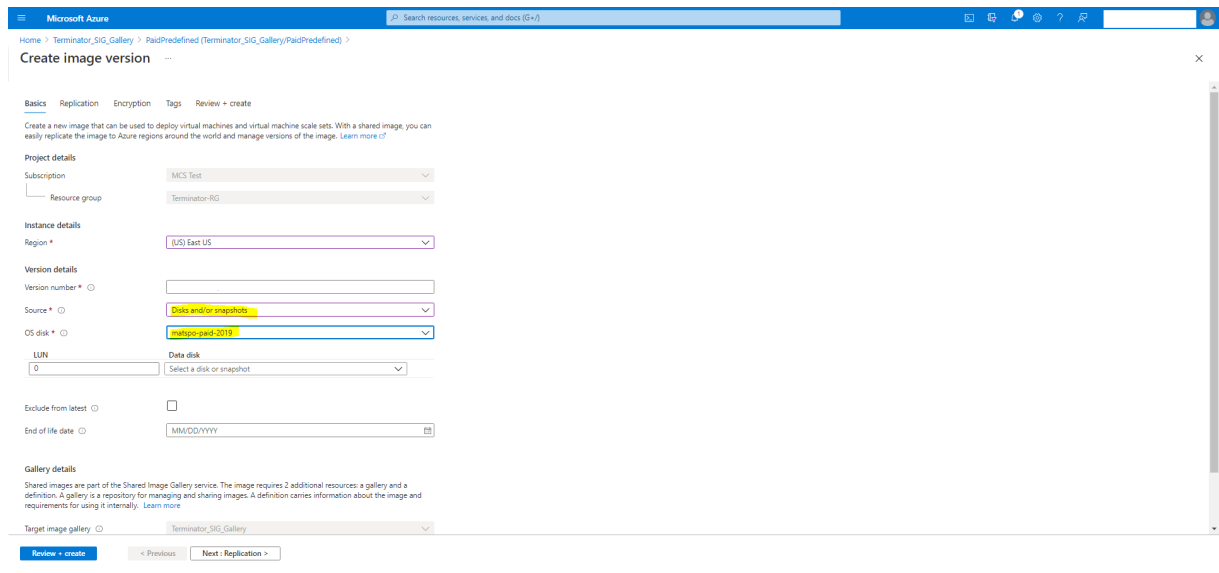 Microsoft Azure
Search resources, services, and docs (G+/)
1
Home > Terminator_SIG_Gallery > PaidPredefined (Terminator_SIG_Gallery/PaidPredefined) >
Create image version ...
Basics Replication Encryption Tags Review + create
Create a new image that can be used to deploy virtual machines and virtual machine scale sets. With a shared image, you can
easily replicate the image to Azure regions around the world and manage versions of the image. Learn more
Project details
Subscription MCS Test
Resource group Terminator-RG
Instance details
Region * (US) East US
Version details
Version number *
Source * Disks and/or snapshots
OS disk * matspo-paid-2019
LUN Data disk
0 Select a disk or snapshot
Exclude from latest
End of life date MM/DD/YYYY
Gallery details
Shared images are part of the Shared Image Gallery service. The image requires 2 additional resources: a gallery and a
definition. A gallery is a repository for managing and sharing images. A definition carries information about the image and
requirements for using it internally. Learn more
Target image gallery Terminator_SIG_Gallery
Review + create < Previous Next : Replication >